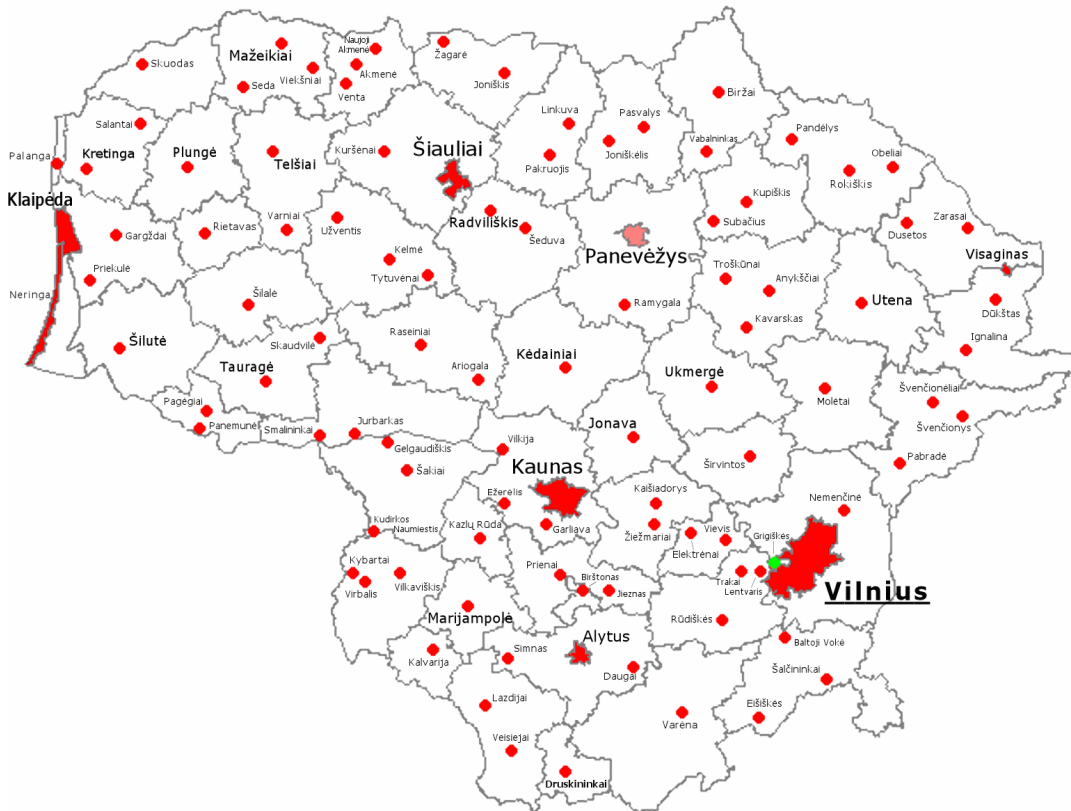 Skuodas
Mažeikiai
Seda
Viekšniai
Naujoji
Akmenė
Akmenė
Venta
Žagarė
Joniškis
Linkuva
Pasvalys
Joniškėlis
Pakruojis
Biržai
Vabalninkas
Pandėlys
Obeliai
Rokiškis
Salantai
Palanga
Kretinga
Plungė
Telšiai
Kuršėnai
Šiauliai
Klaipėda
Gargždai
Rietavas
Varniai
Užventis
Radviliškis
Šeduva
Kupiškis
Subačius
Dusetos
Zarasai
Visaginas
Priekulė
Neringa
Kelmė
Tytuvėnai
Panevėžys
Troškūnai
Anykščiai
Utena
Dūkštas
Šilalė
Ramygala
Kavarskas
Ignalina
Šilutė
Skaudvilė
Raseiniai
Tauragė
Ariogala
Kėdainiai
Ukmergė
Molėtai
Švenčionėliai
Švenčionys
Pagėgiai
Panemunė
Smalininkai
Jurbarkas
Gelgaudiškis
Vilkija
Jonava
Širvintos
Pabradė
Šakiai
Kaunas
Ežerėlis
Garliava
Kaišiadorys
Žiežmariai
Nemenčinė
Kudirkos
Naumiestis
Kazlų Rūda
Vievis
Elektrėnai
Grigiškės
Kybartai
Virbalis
Vilkaviškis
Prienai
Birštonas
Jieznas
Trakai
Lentvaris
Vilnius
Marijampolė
Rūdiškės
Alytus
Baltoji Vokė
Kalvarija
Simnas
Daugai
Šalčininkai
Lazdijai
Varėna
Eišiškės
Veisiejai
Druskininkai